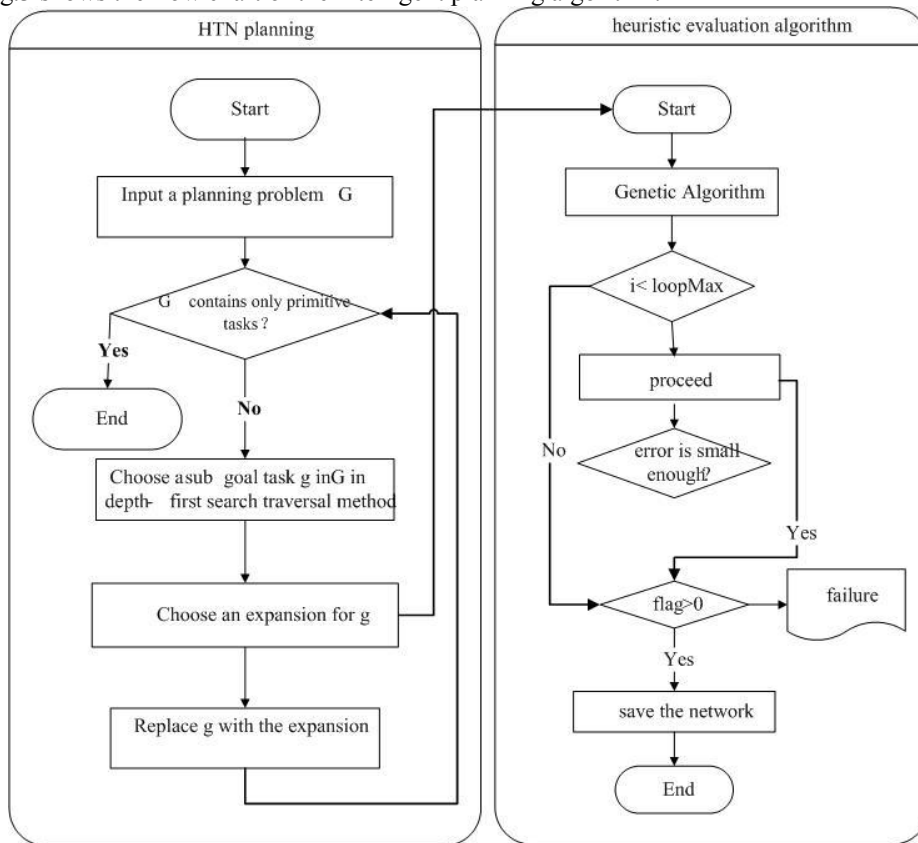 HTN planning
Start
Input a planning problem G
G contains only primitive
tasks?
Yes
End
No
Choose asub goal task g inG in
depth- first search traversal method
Choose an expansion for g
Replace g with the expansion
heuristic evaluation algorithm
Start
Genetic Algorithm
i< loopMax
proceed
No
error is small
enough?
Yes
flag>0
failure
Yes
save the network
End